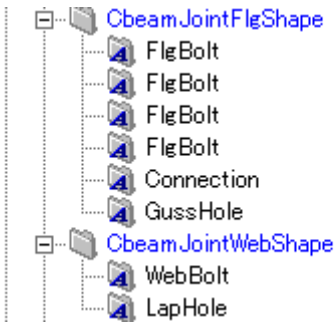 CbeamJointFlgShape
FlgBolt
FlgBolt
FlgBolt
FlgBolt
Connection
GussHole
CbeamJointWebShape
WebBolt
LapHole